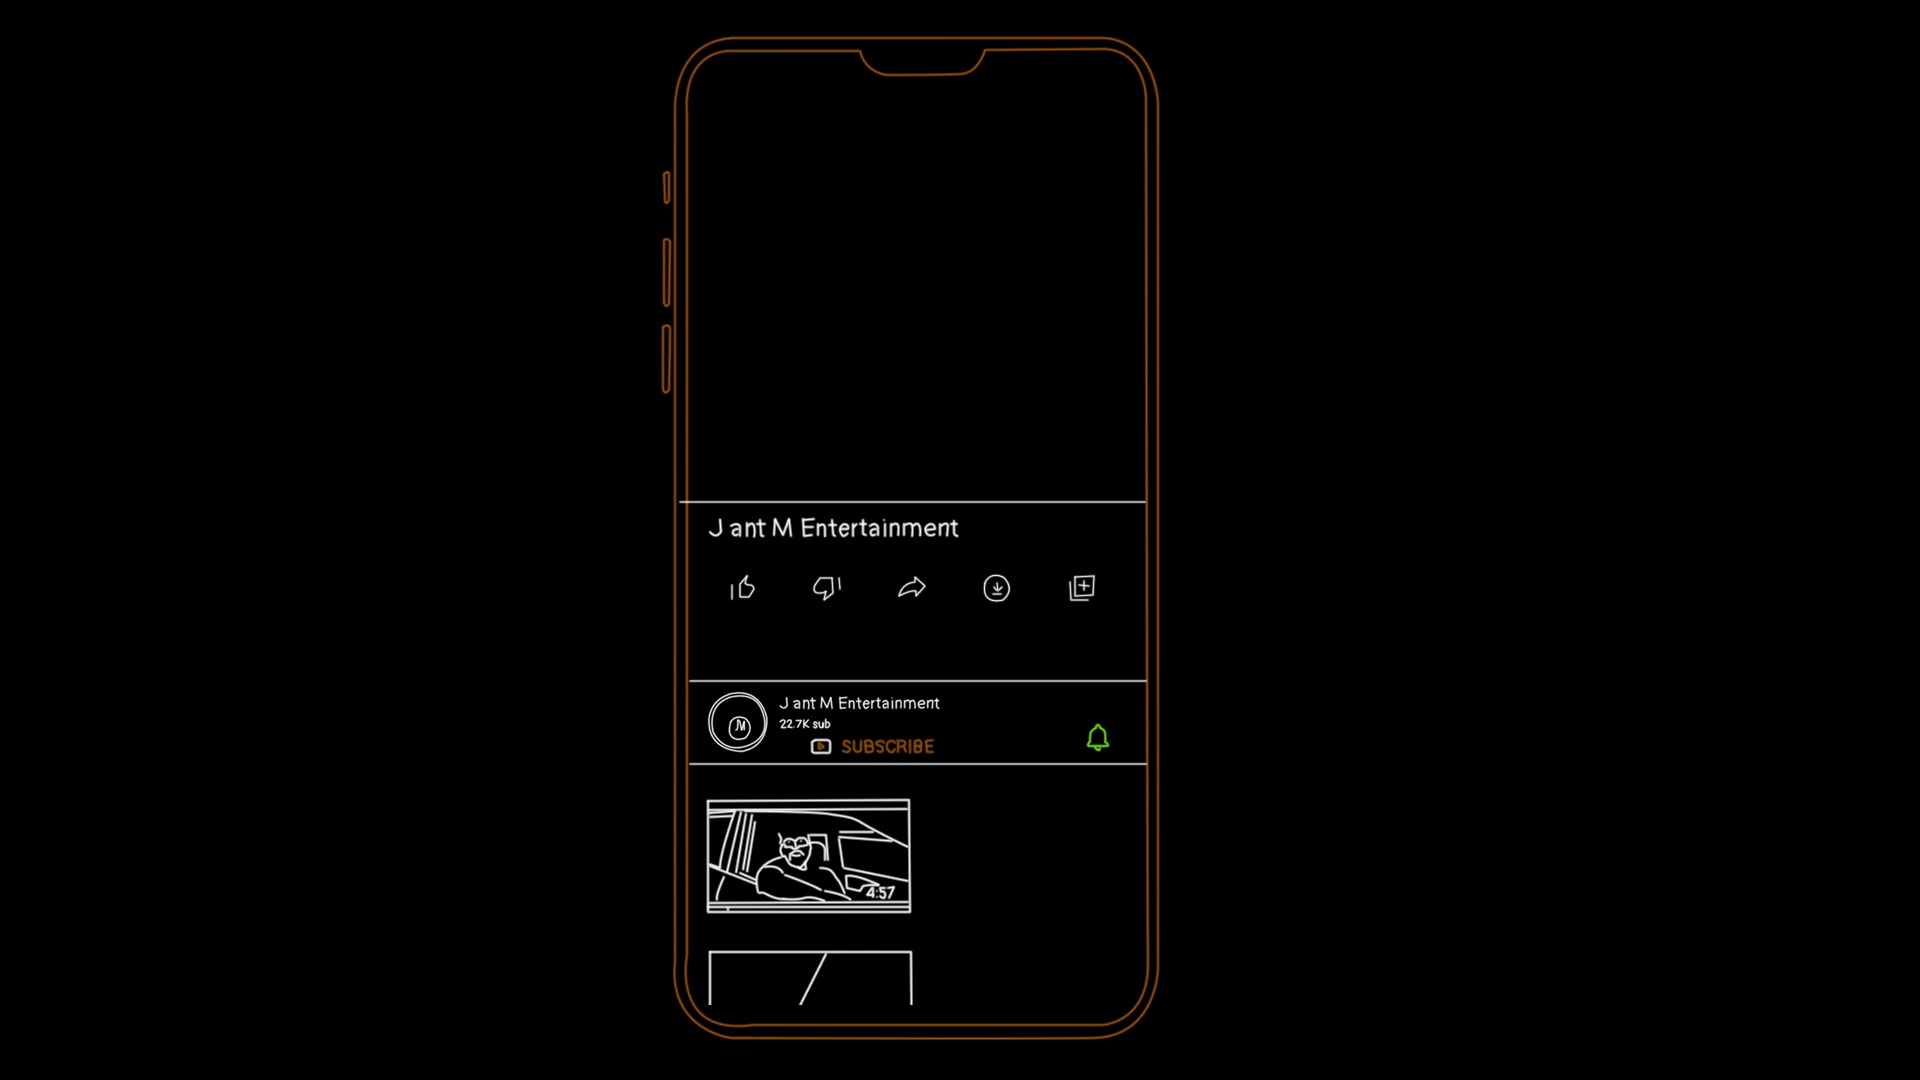 J ant M Entertainment
M
J ant M Entertainment
22.7K sub
SUBSCRIBE
4:57